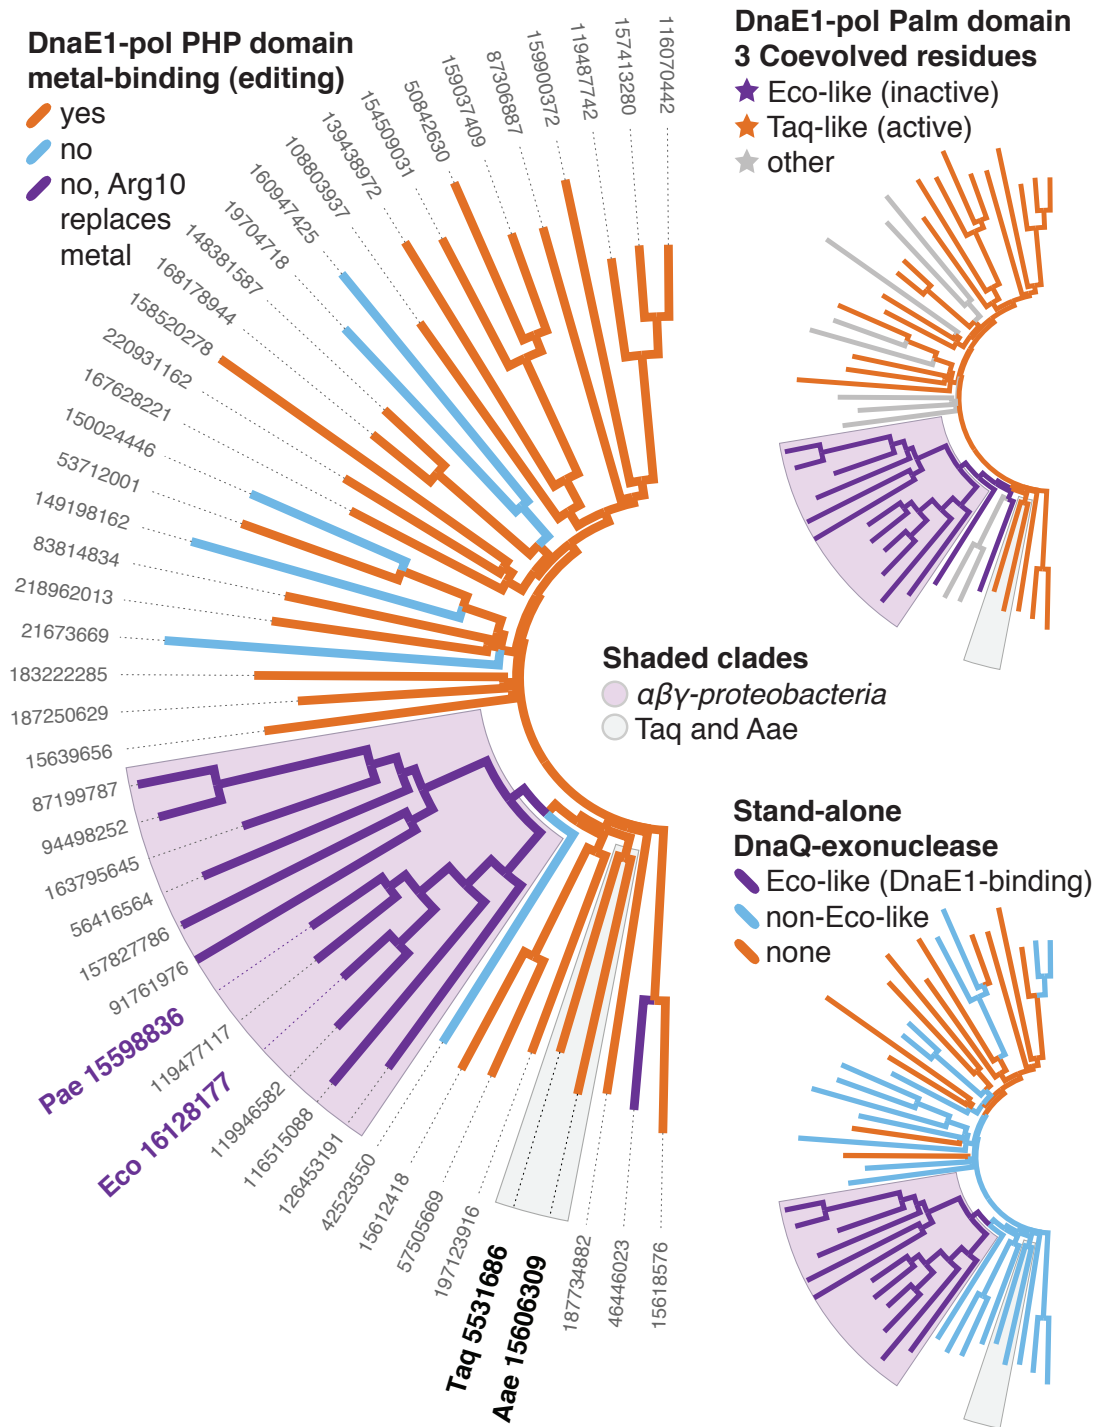 DnaE1-pol PHP domain
metal-binding (editing)
yes
no
no, Arg10
replaces
metal
DnaE1-pol Palm domain
3 Coevolved residues
Eco-like (inactive)
Taq-like (active)
other
116070442
157413280
119487742
159900372
87306887
159037409
50842630
154509031
139438972
108803937
160947425
19704718
148381587
168178944
158520278
220931162
167628221
150024446
53712001
149198162
83814834
218962013
21673669
183222285
187250629
15639656
87199787
94498252
163795645
56416564
157827786
91761976
Pae 15598836
119477117
Eco 16128177
119946582
116515088
126453191
42523550
15612418
57505669
197123916
Taq 5531686
Aae 15606309
187734882
46446023
15618576
Shaded clades
αβγ-proteobacteria
Taq and Aae
Stand-alone
DnaQ-exonuclease
Eco-like (DnaE1-binding)
non-Eco-like
none